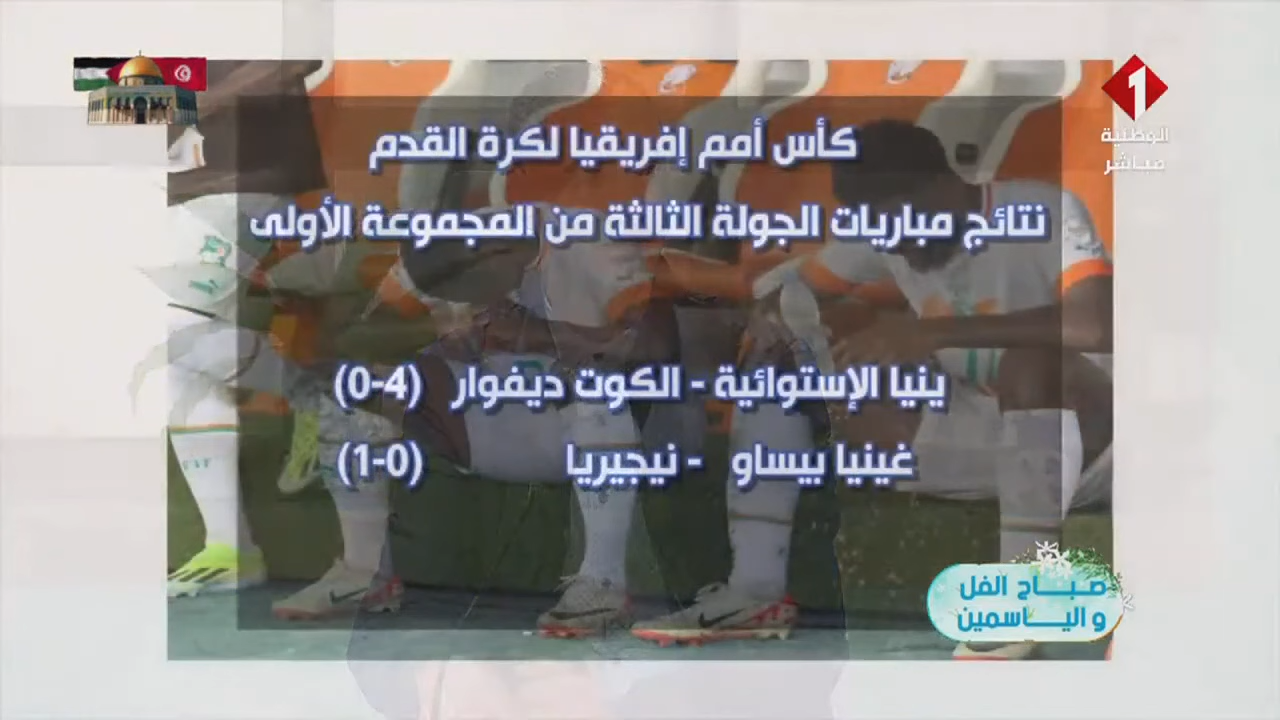 1
الوطنية
مباشر
كأس أمم إفريقيا لكرة القدم
نتائج مباريات الجولة الثالثة من المجموعة الأولى
ينيا الإستوائية - الكوت ديفوار (4-0)
غينيا بيساو - نيجيريا (0-1)
صباح الفل
و الياسمين